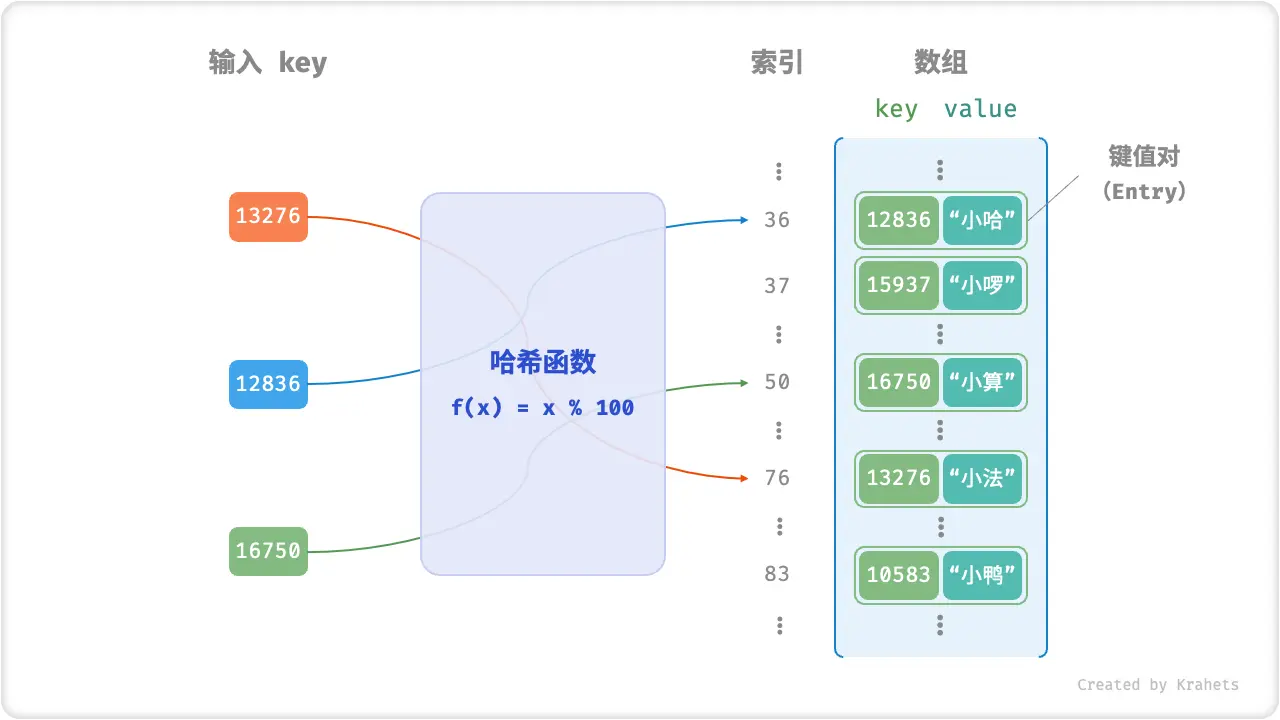 输入 key
索引
数组
key value
键值对
(Entry)
13276
12836
16750
哈希函数
f(x) = x % 100
36
12836 “小哈”
37
15937 “小啰”
50
16750 “小算”
76
13276 “小法”
83
10583 “小鸭”
Created by Krahets